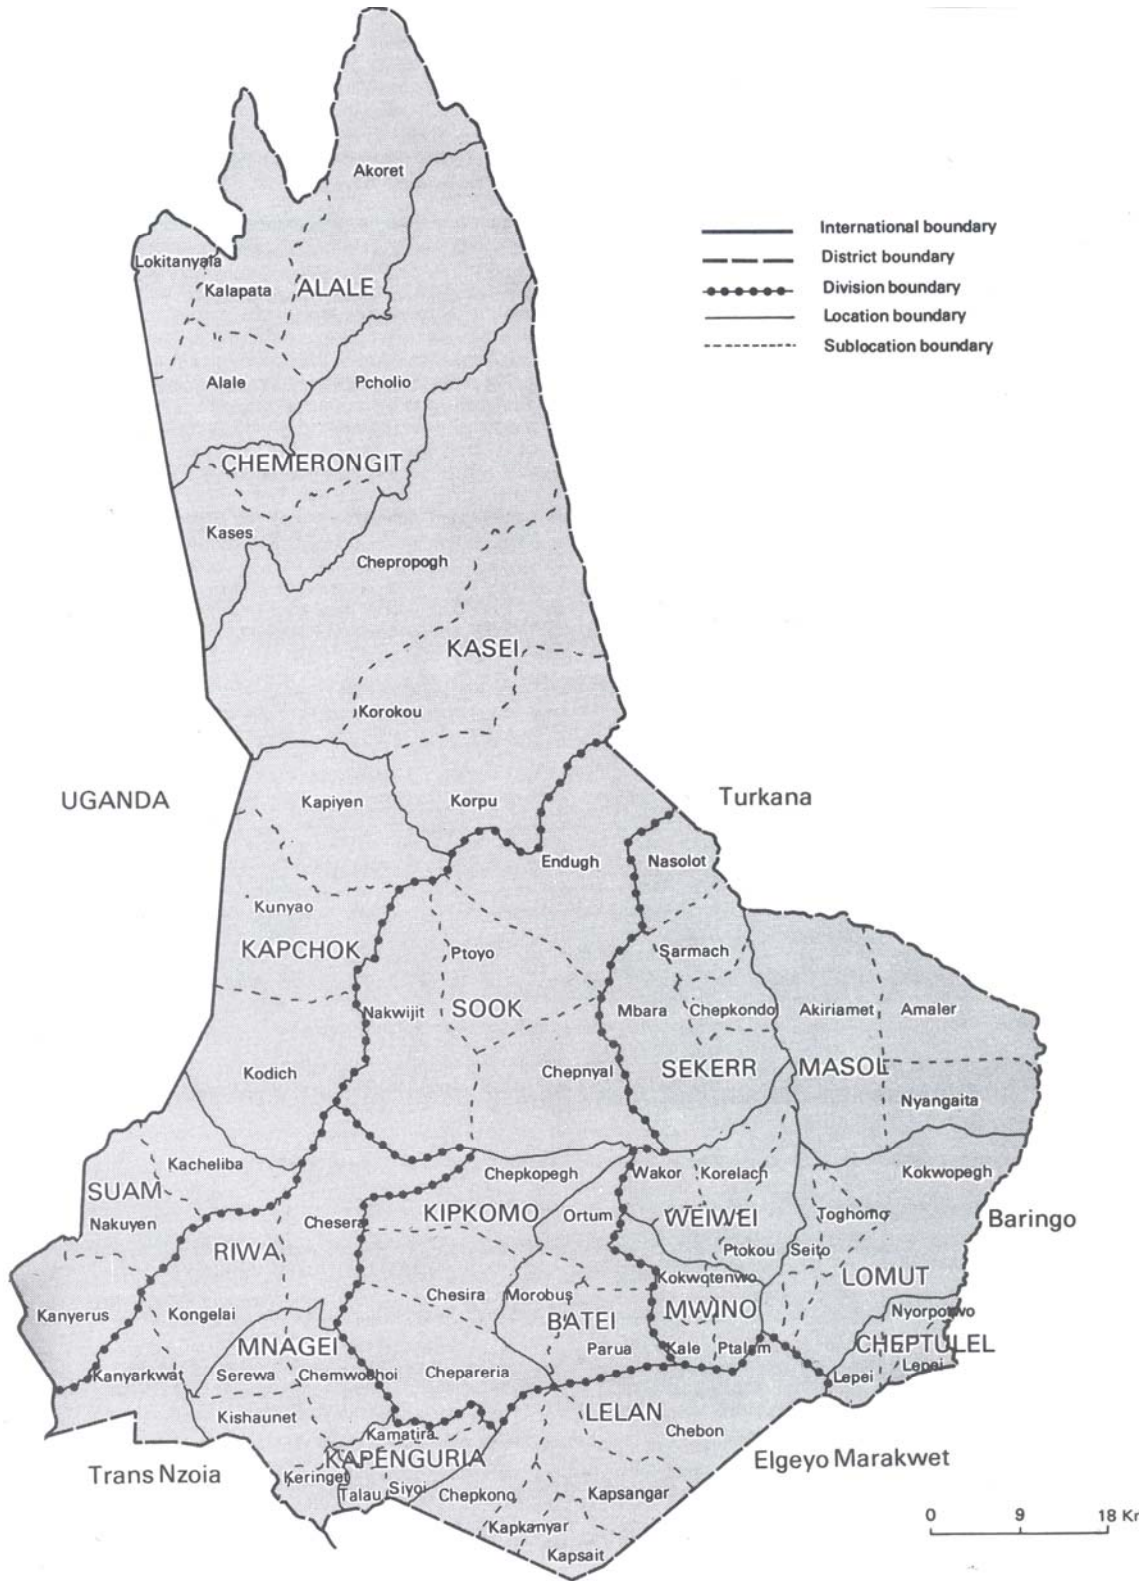 Akoret
International boundary
District boundary
Division boundary
Location boundary
Sublocation boundary
Lokitanyala
Kalapata
ALALE
Alale
Pcholio
CHEMERONGIT
Kases
Chepropogh
KASEI
Korokou
UGANDA
Kapiyen
Korpu
Turkana
Endugh
Nasolot
Kunyao
KAPCHOK
Ptoyo
Sarmach
Nakwijit
SOOK
Mbara
Chepkondo
Akiriamet
Amaler
Kodich
Chepnyal
SEKERR
MASOL
Nyangaita
Kacheliba
Chepkopegh
Wakor
Korelach
Kokwopegh
SUAM
Nakuyen
Chesera
KIPKOMO
Ortum
WEIWEI
Toghomo
Baringo
RIWA
Ptokou
Seito
Kokwotenwo
LOMUT
Kanyerus
Kongelai
Chesira
Morobus
MWINO
Nyorpotwo
BATEI
MNAGEI
Parua
Kale
Ptalam
CHEPTULEL
Kanyarkwat
Serewa
Chemwochoi
Chepareria
Lepei
Lepei
Kishaunet
LELAN
Chebon
Kamatira
KAPENGURIA
Elgeyo Marakwet
Trans Nzoia
Keringet
Talau
Siyoi
Chepkono
Kapsangar
Kapkanyar
Kapsait
0 9 18 Kr